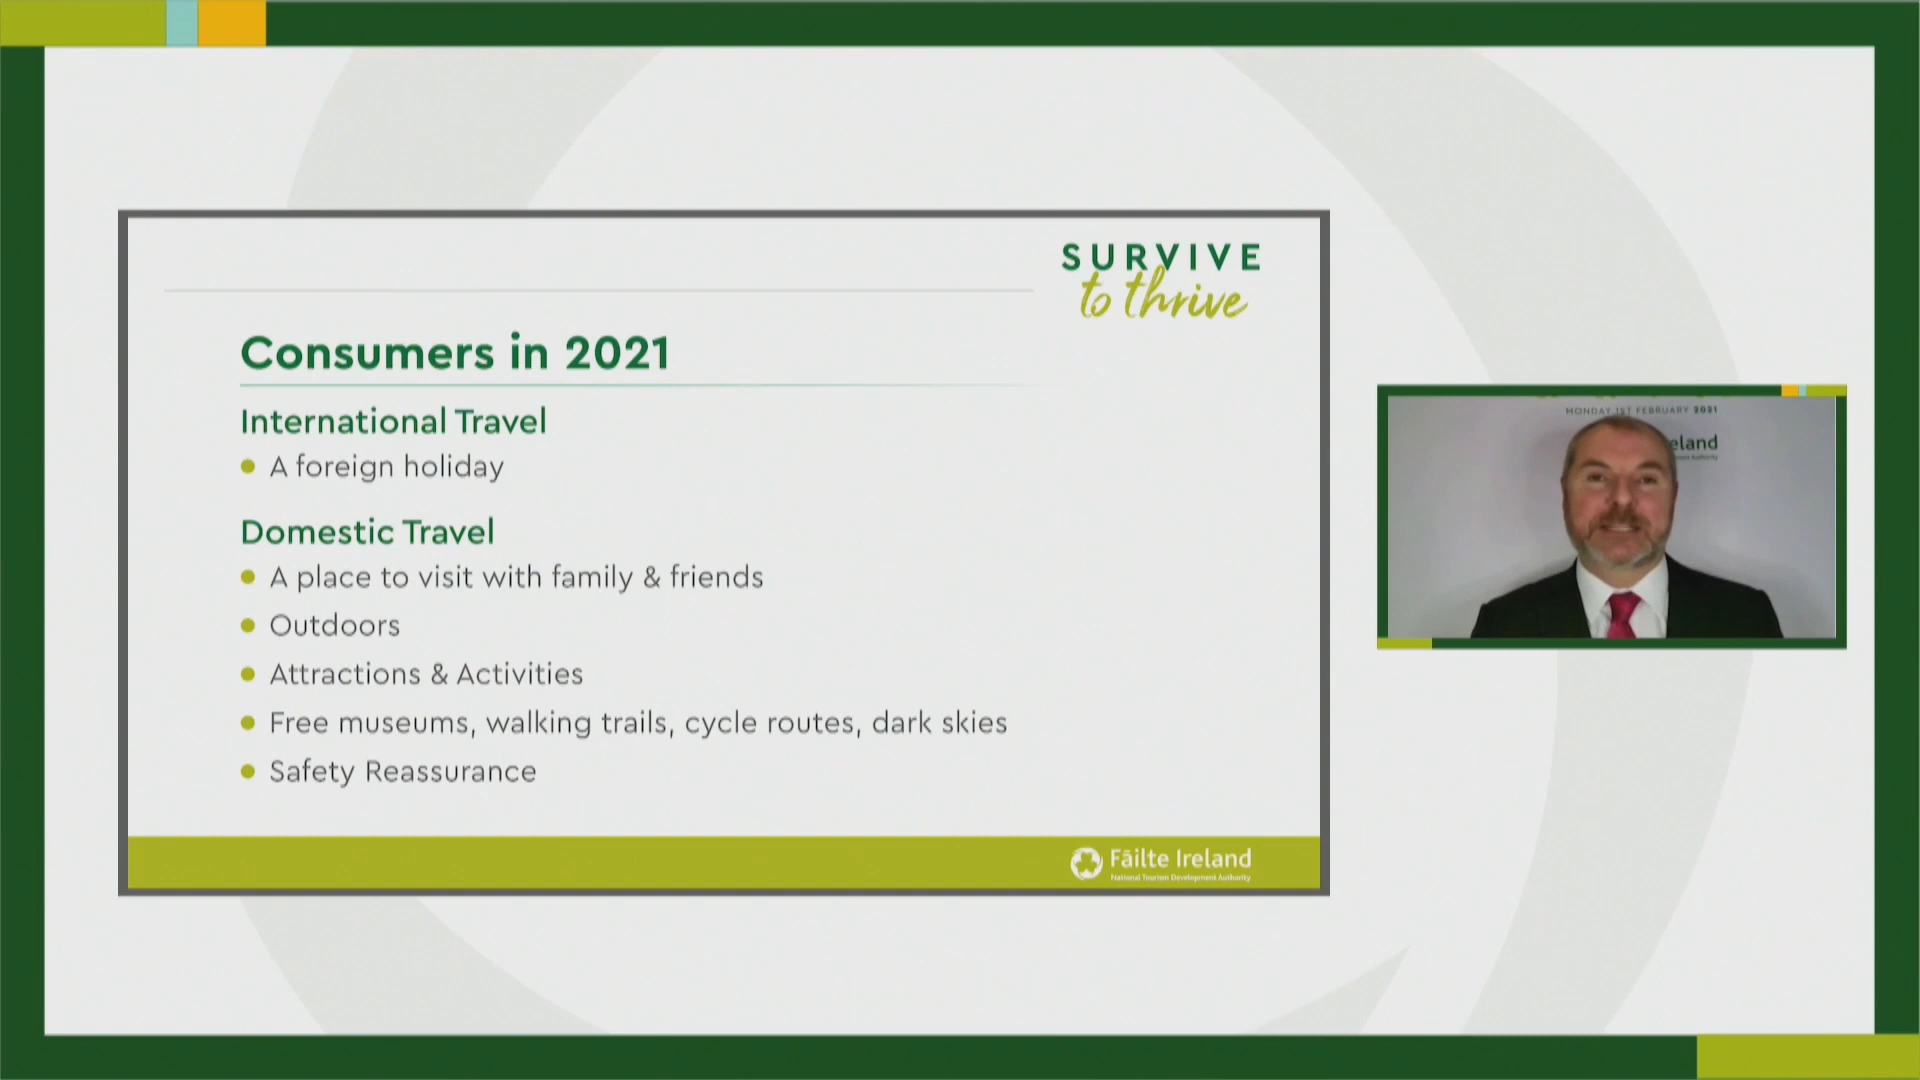 SURVIVE
to thrive
Consumers in 2021
International Travel
A foreign holiday
Domestic Travel
A place to visit with family & friends
Outdoors
Attractions & Activities
Free museums, walking trails, cycle routes, dark skies
Safety Reassurance
Fáilte Ireland
National Tourism Development Authority
MONDAY 1ST FEBRUARY 2021
eland